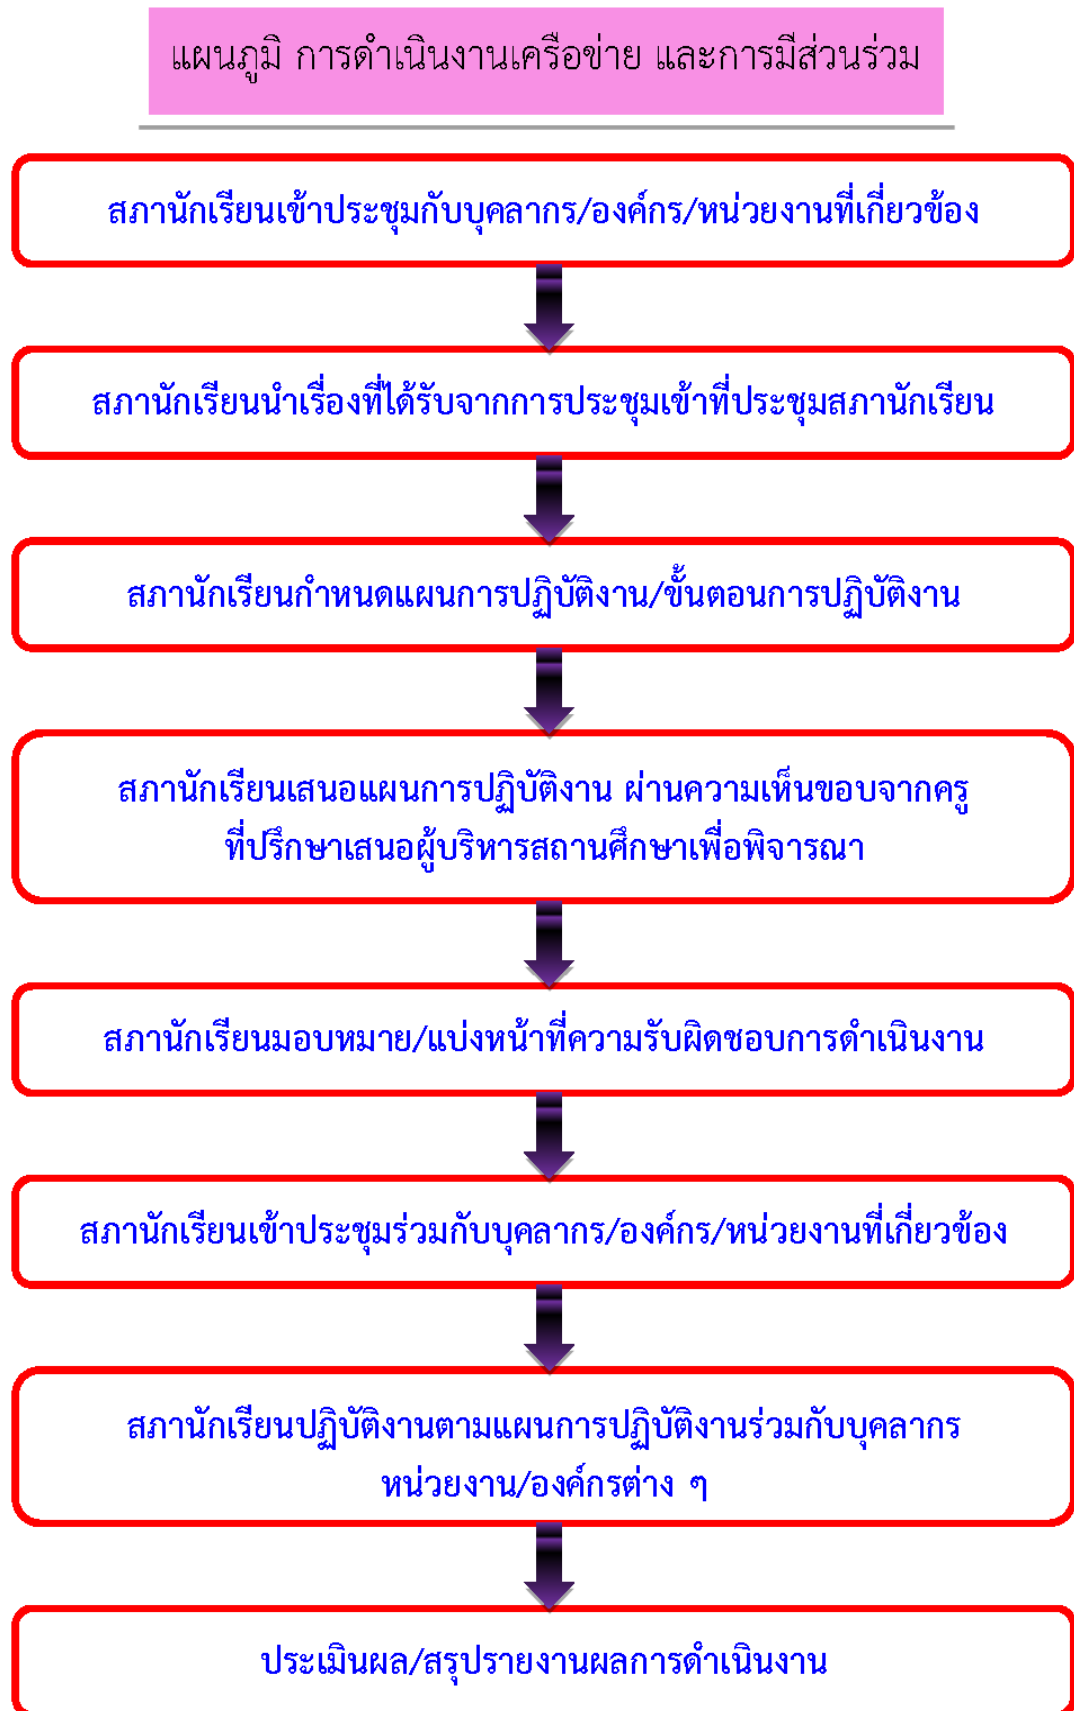 แผนภูมิ การดำเนินงานเครือข่าย และการมีส่วนร่วม
สภานักเรียนเข้าประชุมกับบุคลากร/องค์กร/หน่วยงานที่เกี่ยวข้อง
สภานักเรียนนำเรื่องที่ได้รับจากการประชุมเข้าที่ประชุมสภานักเรียน
สภานักเรียนกำหนดแผนการปฏิบัติงาน/ขั้นตอนการปฏิบัติงาน
สภานักเรียนเสนอแผนการปฏิบัติงาน ผ่านความเห็นขอบจากครู
ที่ปรึกษาเสนอผู้บริหารสถานศึกษาเพื่อพิจารณา
สภานักเรียนมอบหมาย/แบ่งหน้าที่ความรับผิดชอบการดำเนินงาน
สภานักเรียนเข้าประชุมร่วมกับบุคลากร/องค์กร/หน่วยงานที่เกี่ยวข้อง
สภานักเรียนปฏิบัติงานตามแผนการปฏิบัติงานร่วมกับบุคลากร
หน่วยงาน/องค์กรต่าง ๆ
ประเมินผล/สรุปรายงานผลการดำเนินงาน